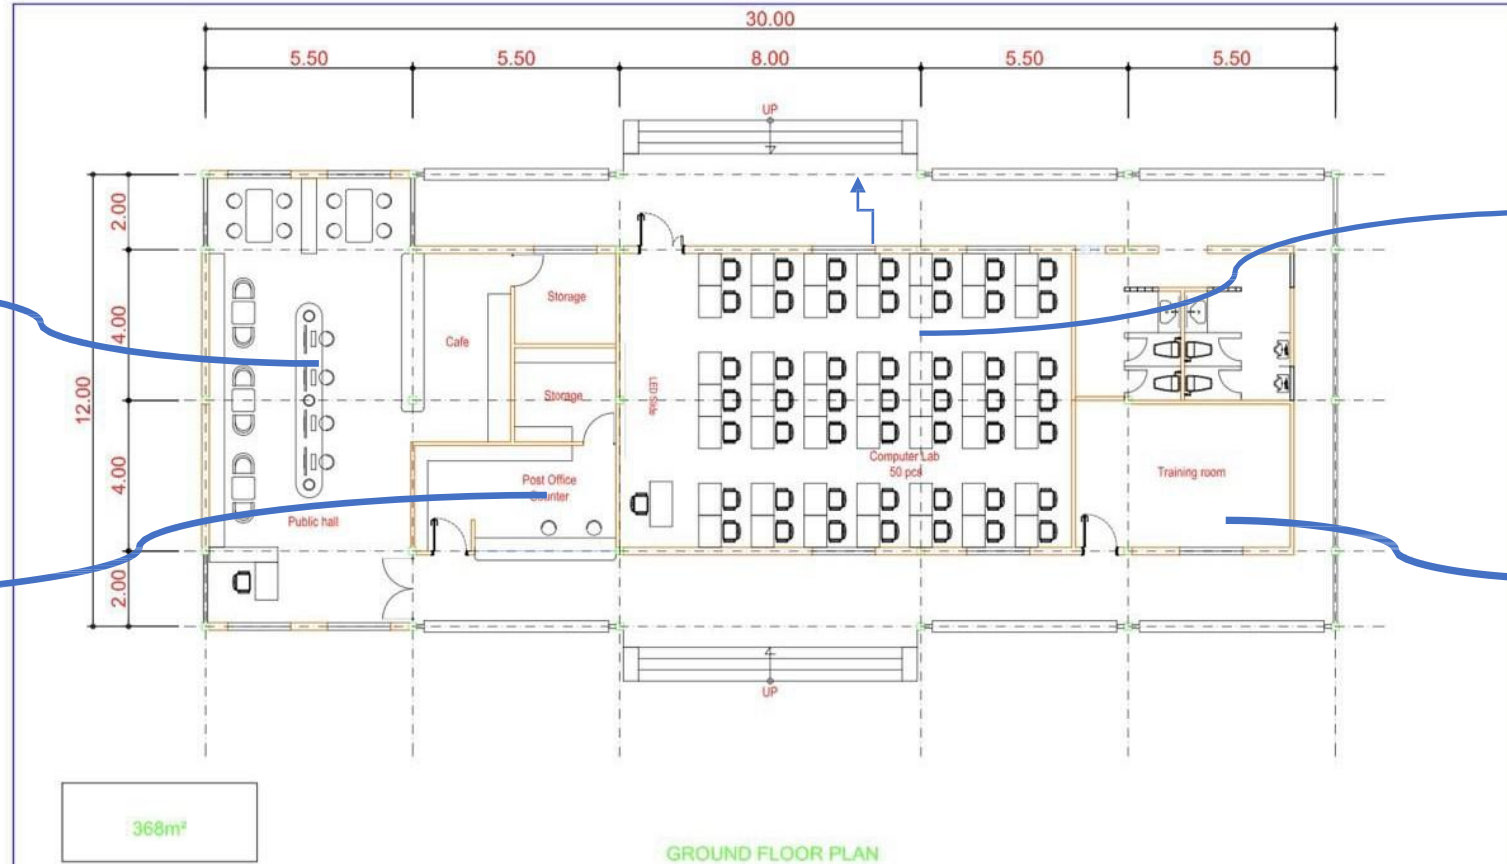 30.00
5.50
5.50
8.00
5.50
5.50
UP
2.00
4.00
12.00
4.00
2.00
Storage
Cafe
Storage
LED Side
Computer Lab
50 pcs
Post Office
Counter
Training room
Public hall
UP
368m²
GROUND FLOOR PLAN